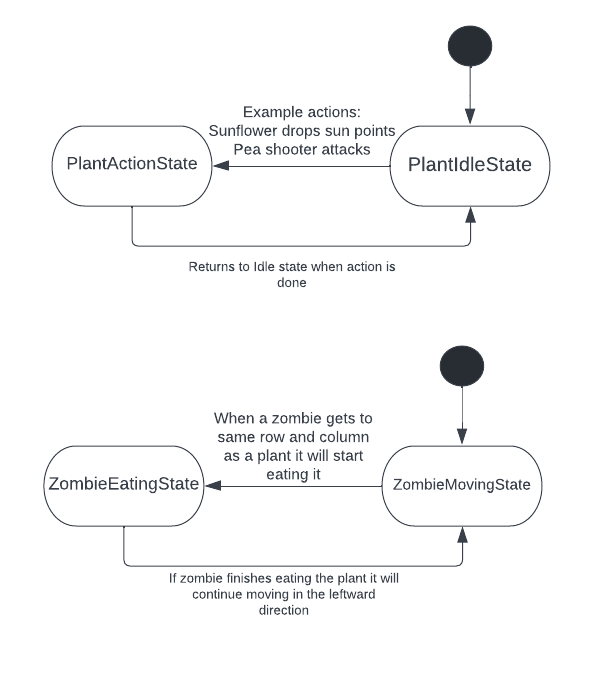 Example actions:
Sunflower drops sun points
Pea shooter attacks
PlantActionState
PlantIdleState
Returns to Idle state when action is
done
When a zombie gets to
same row and column
as a plant it will start
eating it
ZombieEatingState
ZombieMovingState
If zombie finishes eating the plant it will
continue moving in the leftward
direction